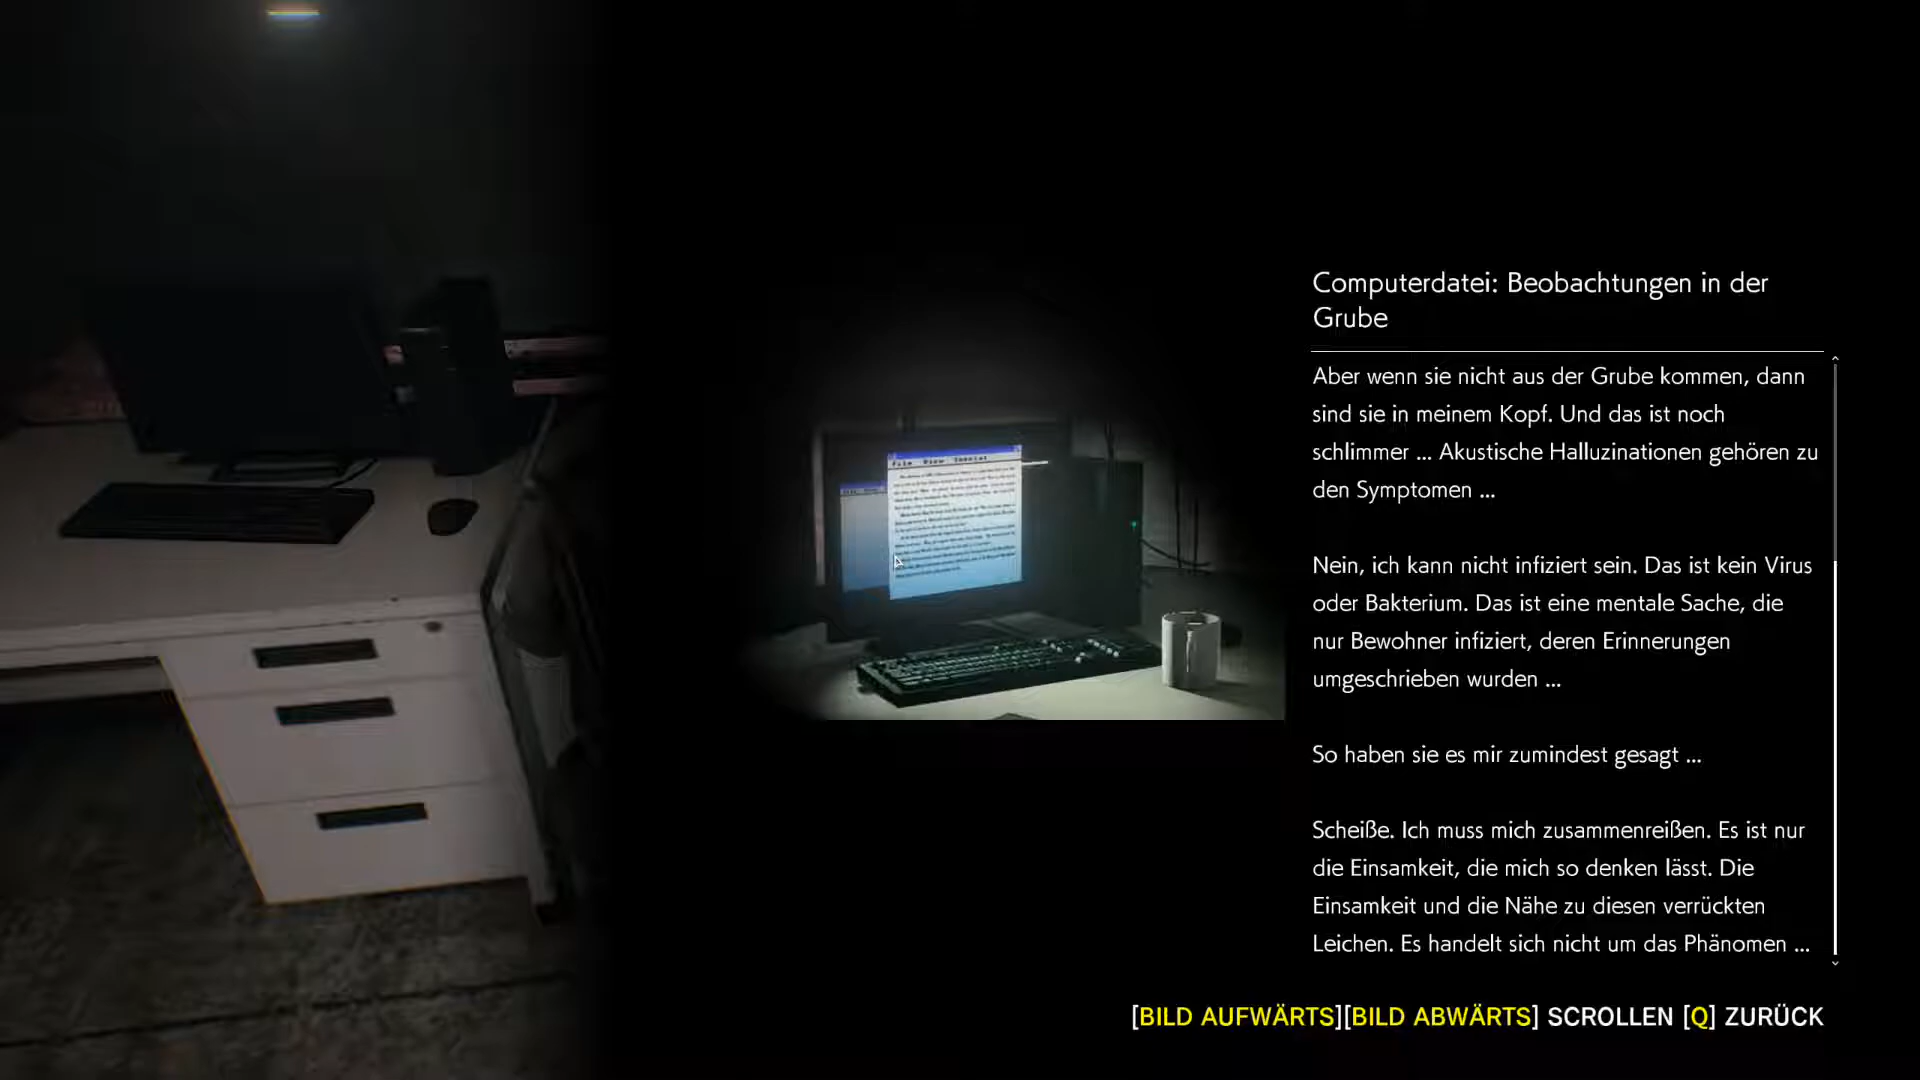 Computerdatei: Beobachtungen in der
Grube
Aber wenn sie nicht aus der Grube kommen, dann
sind sie in meinem Kopf. Und das ist noch
schlimmer ... Akustische Halluzinationen gehören zu
den Symptomen ...
Nein, ich kann nicht infiziert sein. Das ist kein Virus
oder Bakterium. Das ist eine mentale Sache, die
nur Bewohner infiziert, deren Erinnerungen
umgeschrieben wurden ...
So haben sie es mir zumindest gesagt ...
Scheiße. Ich muss mich zusammenreißen. Es ist nur
die Einsamkeit, die mich so denken lässt. Die
Einsamkeit und die Nähe zu diesen verrückten
Leichen. Es handelt sich nicht um das Phänomen ...
[BILD AUFWÄRTS][BILD ABWÄRTS] SCROLLEN [Q] ZURÜCK
File View